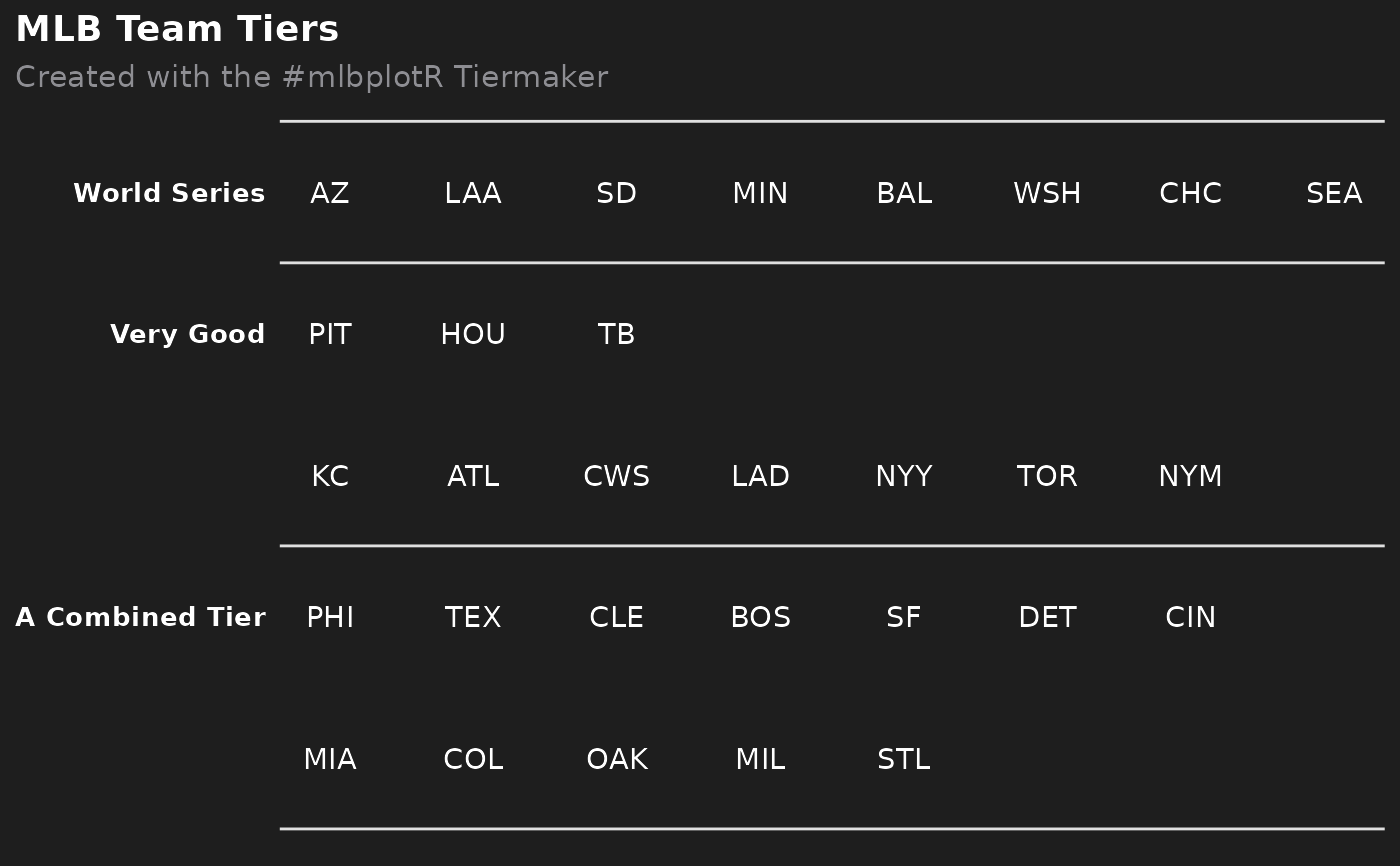 MLB Team Tiers
Created with the #mlbplotR Tiermaker
World Series AZ LAA SD MIN BAL WSH CHC SEA
Very Good PIT HOU TB
KC ATL CWS LAD NYY TOR NYM
A Combined Tier PHI TEX CLE BOS SF DET CIN
MIA COL OAK MIL STL